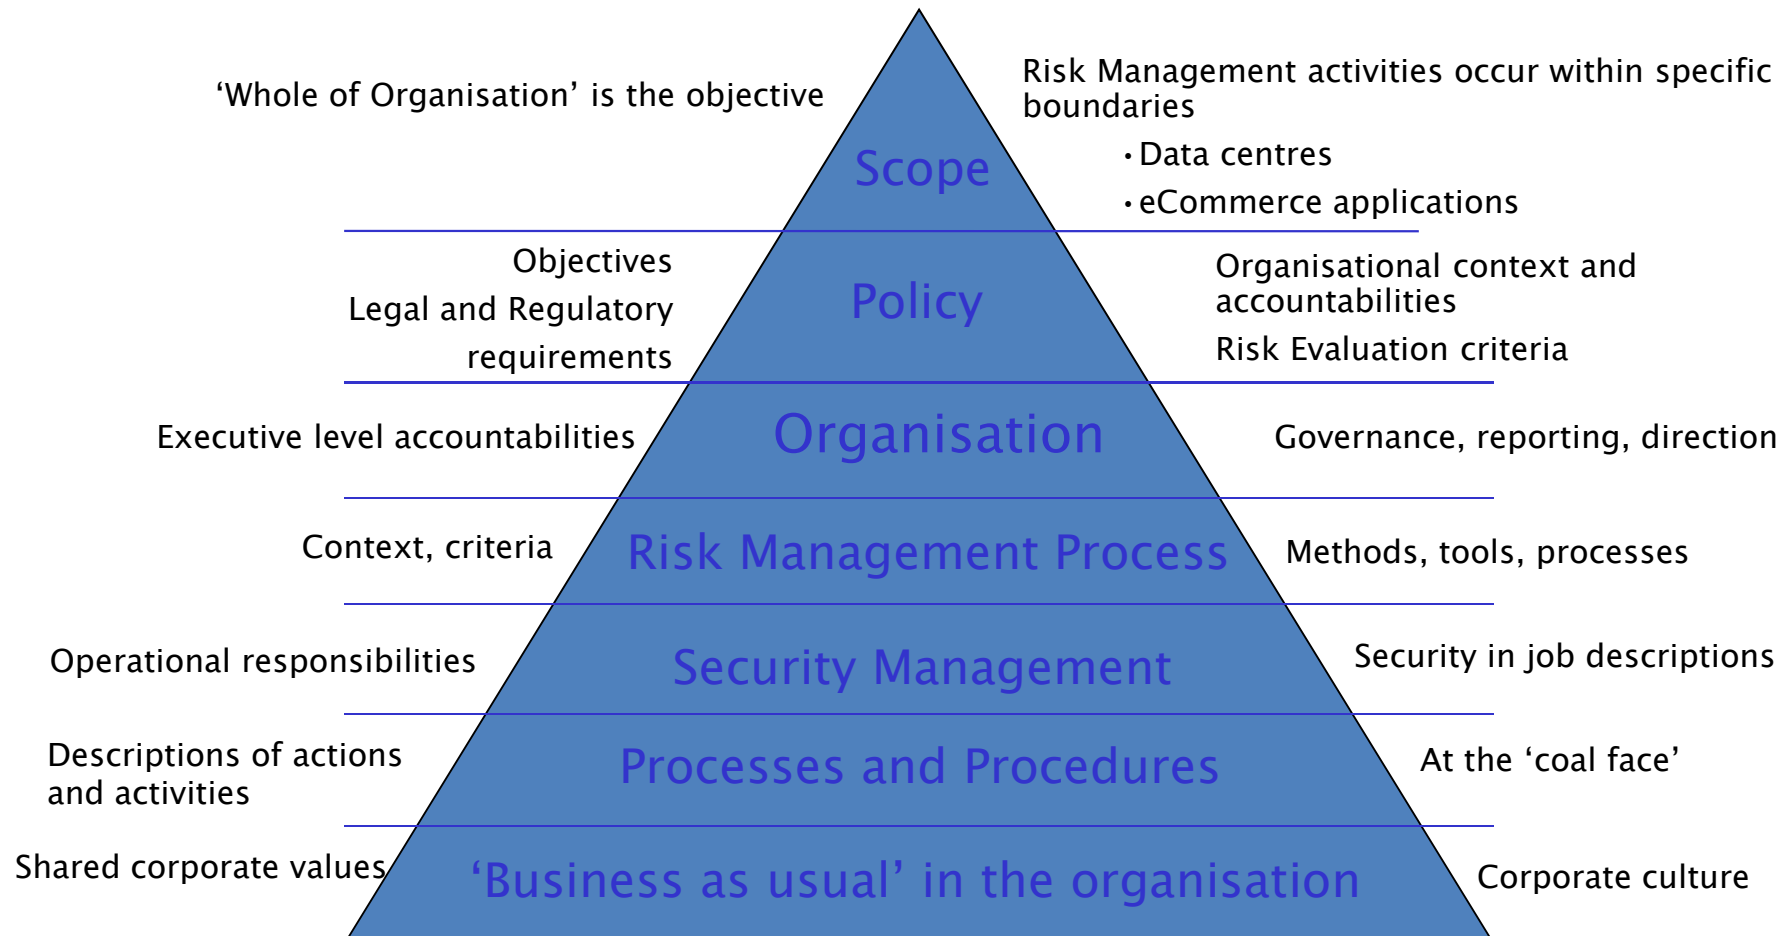 ‘Whole of Organisation’ is the objective
Scope
Risk Management activities occur within specific
boundaries
• Data centres
• eCommerce applications
Objectives
Legal and Regulatory
requirements
Policy
Organisational context and
accountabilities
Risk Evaluation criteria
Executive level accountabilities
Organisation
Governance, reporting, direction
Context, criteria
Risk Management Process
Methods, tools, processes
Operational responsibilities
Security Management
Security in job descriptions
Descriptions of actions
and activities
Processes and Procedures
At the ‘coal face’
Shared corporate values
‘Business as usual’ in the organisation
Corporate culture